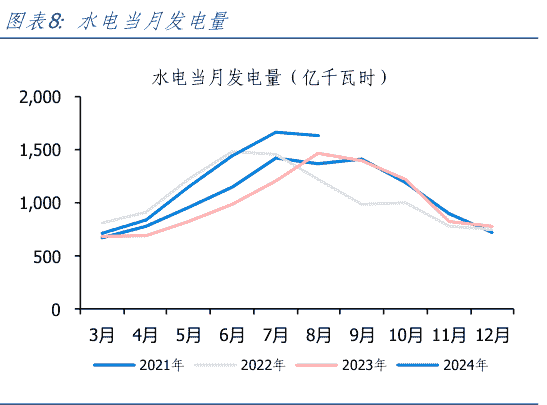 图表8: 水电当月发电量
水电当月发电量（亿千瓦时）
2,000
1,500
1,000
500
0
3月 4月 5月 6月 7月 8月 9月 10月 11月 12月
2021年 2022年 2023年 2024年